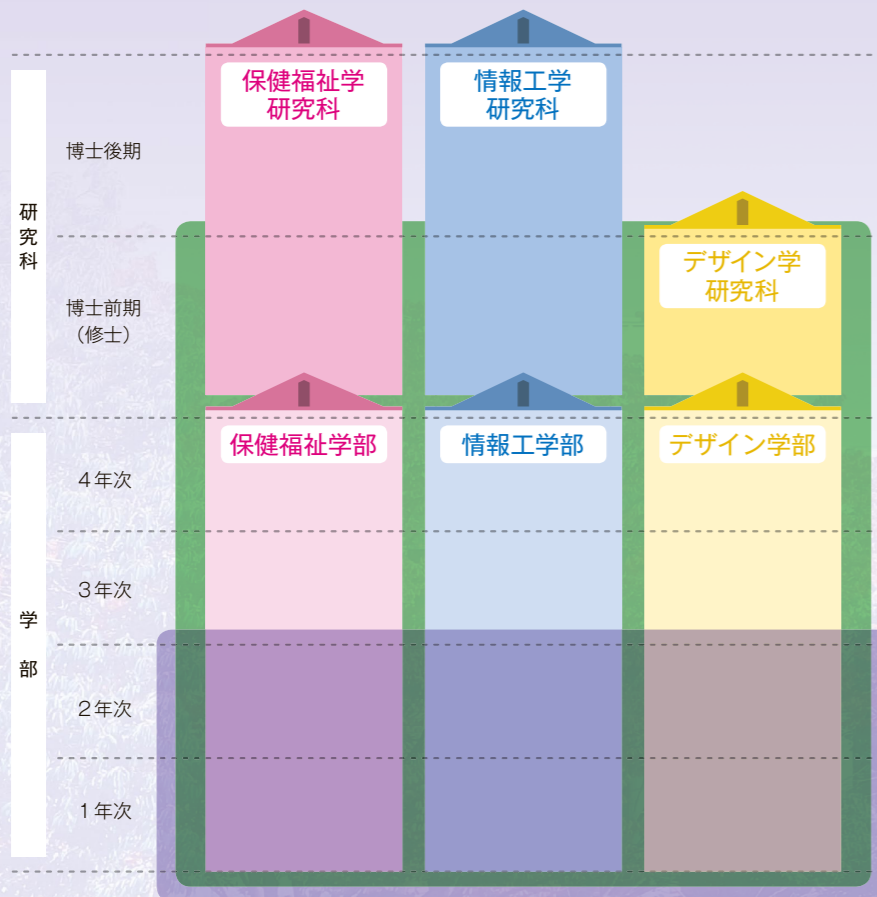 保健福祉学
研究科
情報工学
研究科
博士後期
研究科
デザイン学
研究科
博士前期
（修士）
保健福祉学部
情報工学部
デザイン学部
4年次
3年次
学部
2年次
1年次